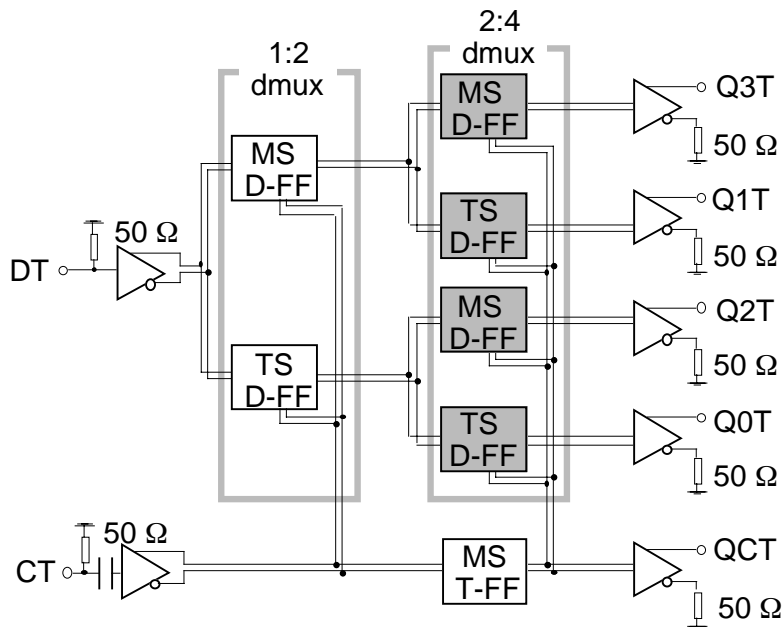 1:2
dmux
2:4
dmux
MS
D-FF
Q3T
50 Ω
MS
D-FF
TS
D-FF
Q1T
50 Ω
50 Ω
DT
MS
D-FF
Q2T
50 Ω
TS
D-FF
TS
D-FF
Q0T
50 Ω
50 Ω
CT
MS
T-FF
QCT
50 Ω